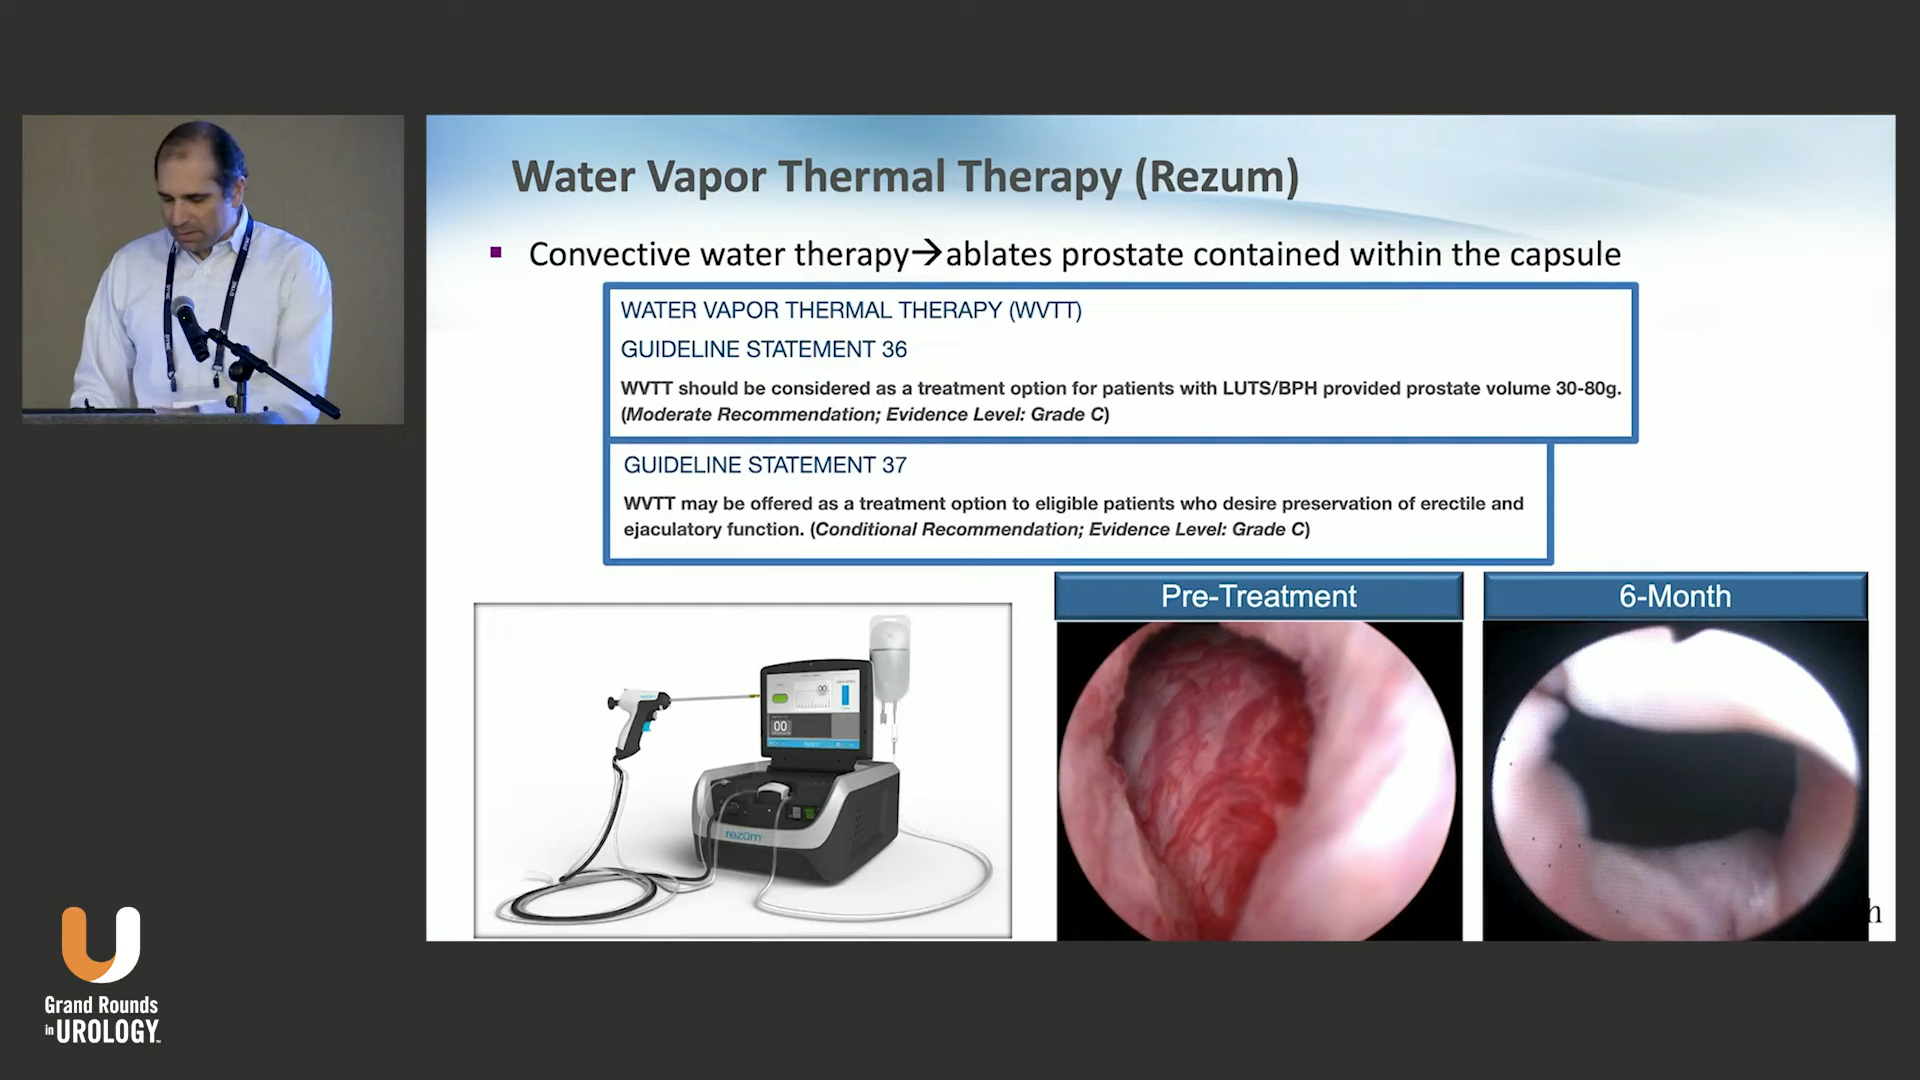 Water Vapor Thermal Therapy (Rezum)
▪ Convective water therapy→ablates prostate contained within the capsule
WATER VAPOR THERMAL THERAPY (WVTT)
GUIDELINE STATEMENT 36
WVTT should be considered as a treatment option for patients with LUTS/BPH provided prostate volume 30-80g.
(Moderate Recommendation; Evidence Level: Grade C)
GUIDELINE STATEMENT 37
WVTT may be offered as a treatment option to eligible patients who desire preservation of erectile and
ejaculatory function. (Conditional Recommendation; Evidence Level: Grade C)
Pre-Treatment
6-Month
00
00
rezūm
h
U
Grand Rounds
in UROLOGY™